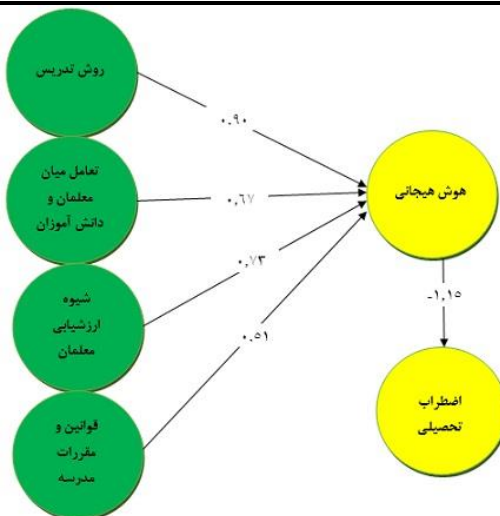 روش تدریس
۰.۹۰
تعامل میان
معلمان و
دانش آموزان
۰,۶۷
هوش هیجانی
شیوه
ارزشیابی
معلمان
۰,۷۳
-۱,۱۵
۰.۵۱
قوانین و
مقررات
مدرسه
اضطراب
تحصیلی